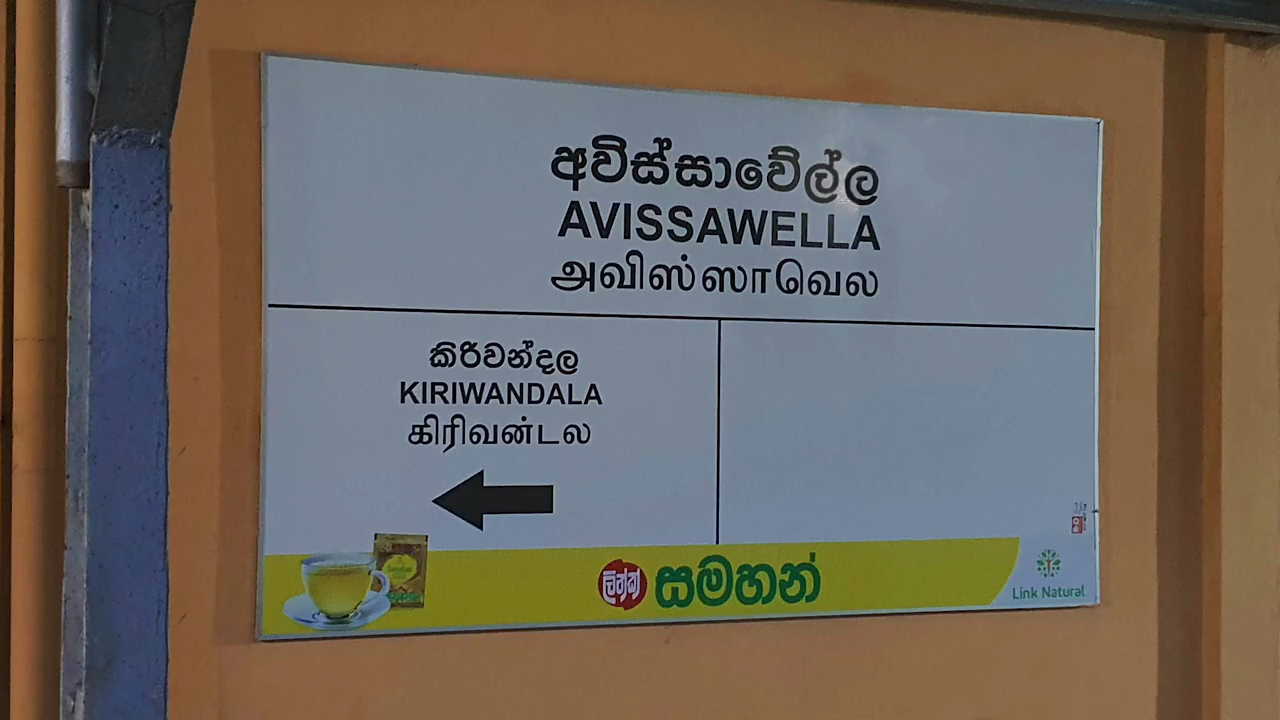 අවිස්සාවේල්ල
AVISSAWELLA
அவிஸ்ஸாவெல
කිරිවන්දල
KIRIWANDALA
கிரிவன்டல
ලින්ක් සමහන්
Link Natural